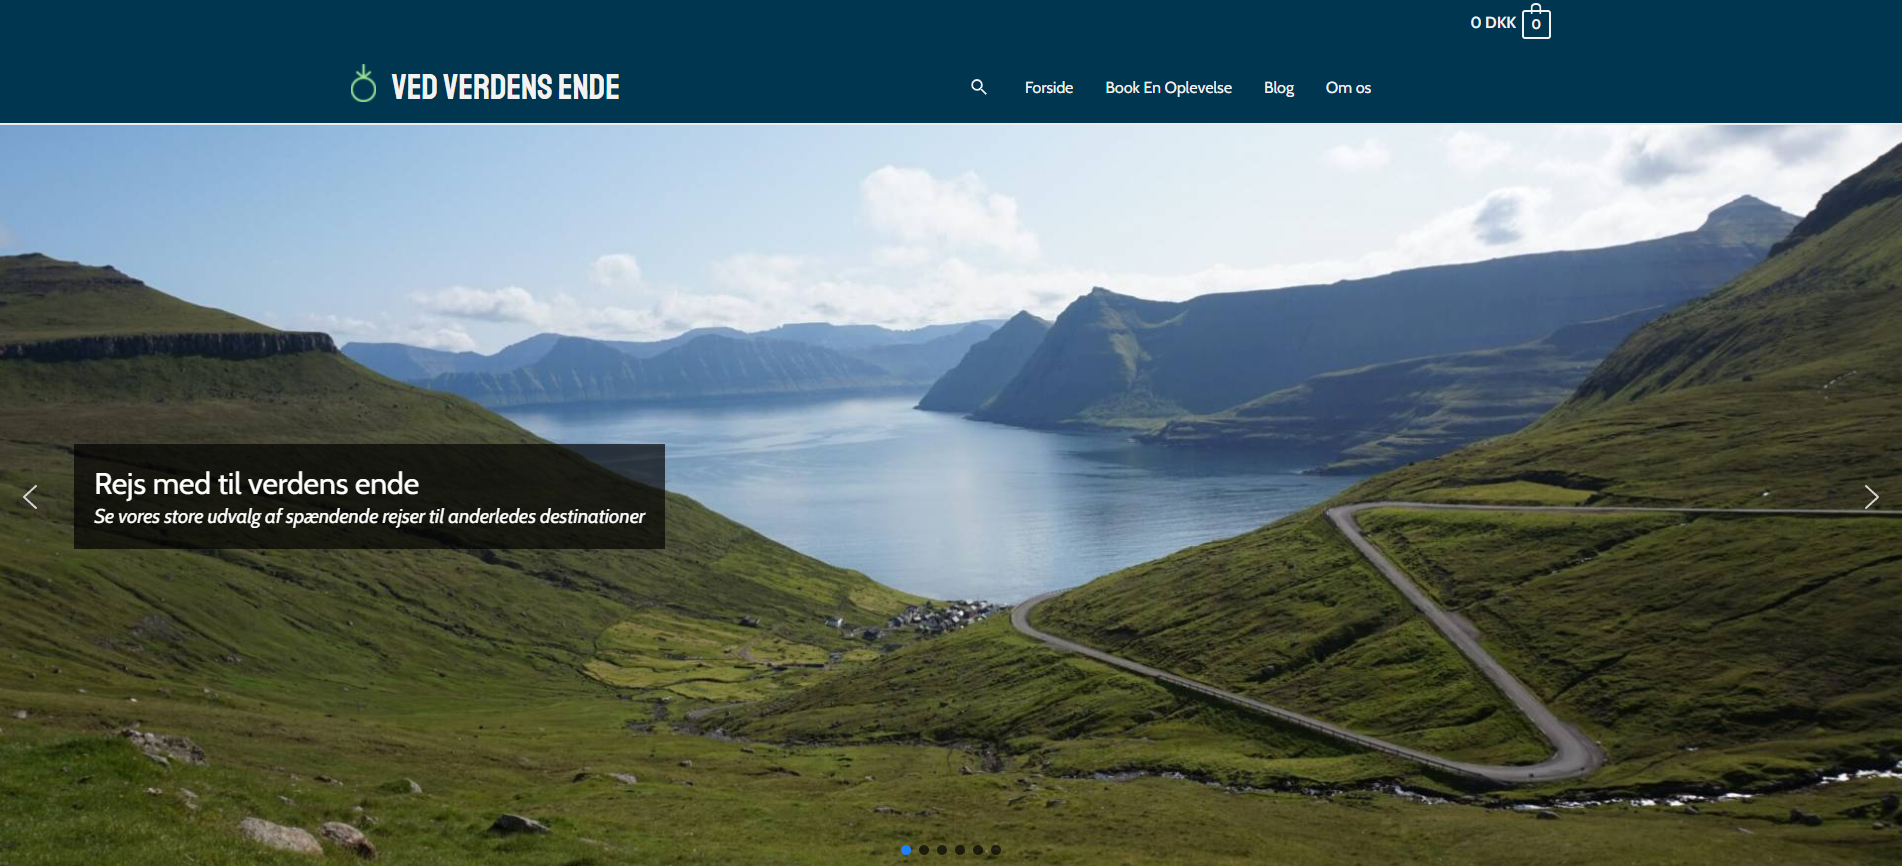 0 DKK 0
VED VERDENS ENDE
Forside Book En Oplevelse Blog Om os
Rejs med til verdens ende
Se vores store udvalg af spændende rejser til anderledes destinationer